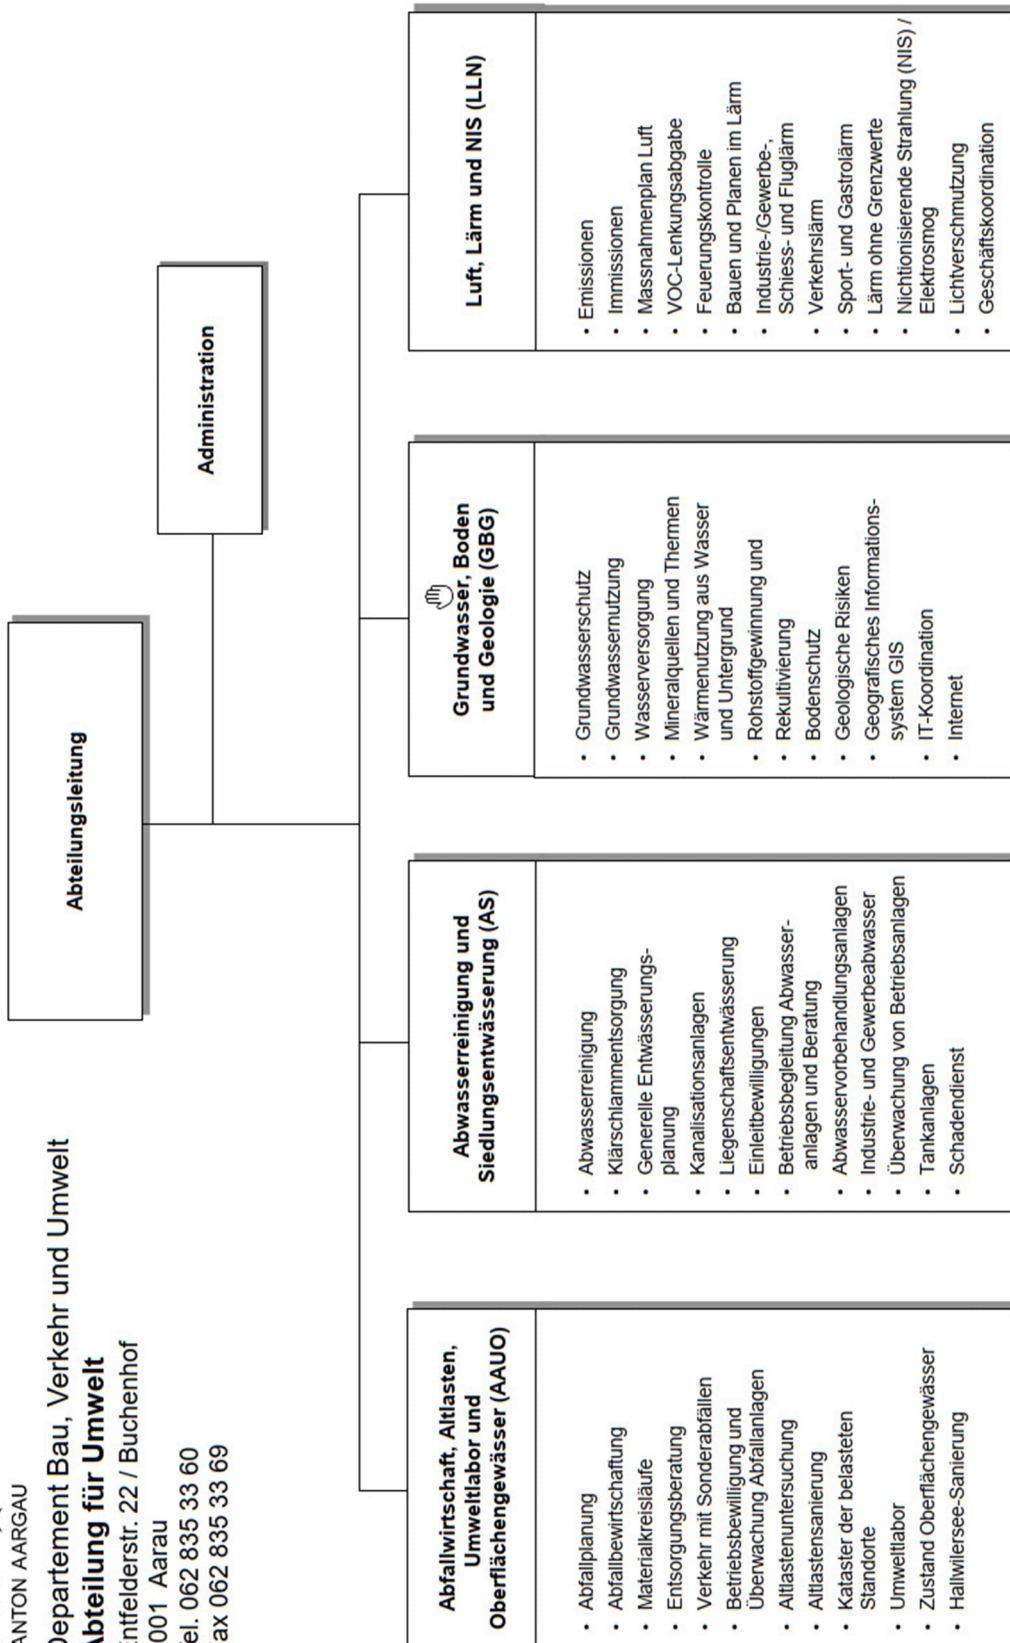 ANTON AARGAU
Departement Bau, Verkehr und Umwelt
Abteilung für Umwelt
ntfelderstr. 22 / Buchenhof
001 Aarau
el. 062 835 33 60
ax 062 835 33 69
Abteilungsleitung
Administration
Abfallwirtschaft, Altlasten,
Umweltlabor und
Oberflächengewässer (AAUO)
• Abfallplanung
• Abfallbewirtschaftung
• Materialkreisläufe
• Entsorgungsberatung
• Verkehr mit Sonderabfällen
• Betriebsbewilligung und
Überwachung Abfallanlagen
• Altlastenuntersuchung
• Altlastensanierung
• Kataster der belasteten
Standorte
• Umweltlabor
• Zustand Oberflächengewässer
• Hallwilersee-Sanierung
Abwasserreinigung und
Siedlungsentwässerung (AS)
• Abwasserreinigung
• Klärschlammentsorgung
• Generelle Entwässerungs-
planung
• Kanalisationsanlagen
• Liegenschaftsentwässerung
• Einleitbewilligungen
• Betriebsbegleitung Abwasser-
anlagen und Beratung
• Abwasservorbehandlungsanlagen
• Industrie- und Gewerbeabwasser
• Überwachung von Betriebsanlagen
• Tankanlagen
• Schadendienst
Grundwasser, Boden
und Geologie (GBG)
• Grundwasserschutz
• Grundwassernutzung
• Wasserversorgung
• Mineralquellen und Thermen
• Wärmenutzung aus Wasser
und Untergrund
• Rohstoffgewinnung und
• Rekultivierung
• Bodenschutz
• Geologische Risiken
• Geografisches Informations-
system GIS
• IT-Koordination
• Internet
Luft, Lärm und NIS (LLN)
• Emissionen
• Immissionen
• Massnahmenplan Luft
• VOC-Lenkungsabgabe
• Feuerungskontrolle
• Bauen und Planen im Lärm
• Industrie-/Gewerbe-,
Schiess- und Fluglärm
• Verkehrslärm
• Sport- und Gastrolärm
• Lärm ohne Grenzwerte
• Nichtionisierende Strahlung (NIS) /
Elektrosmog
• Lichtverschmutzung
• Geschäftskoordination